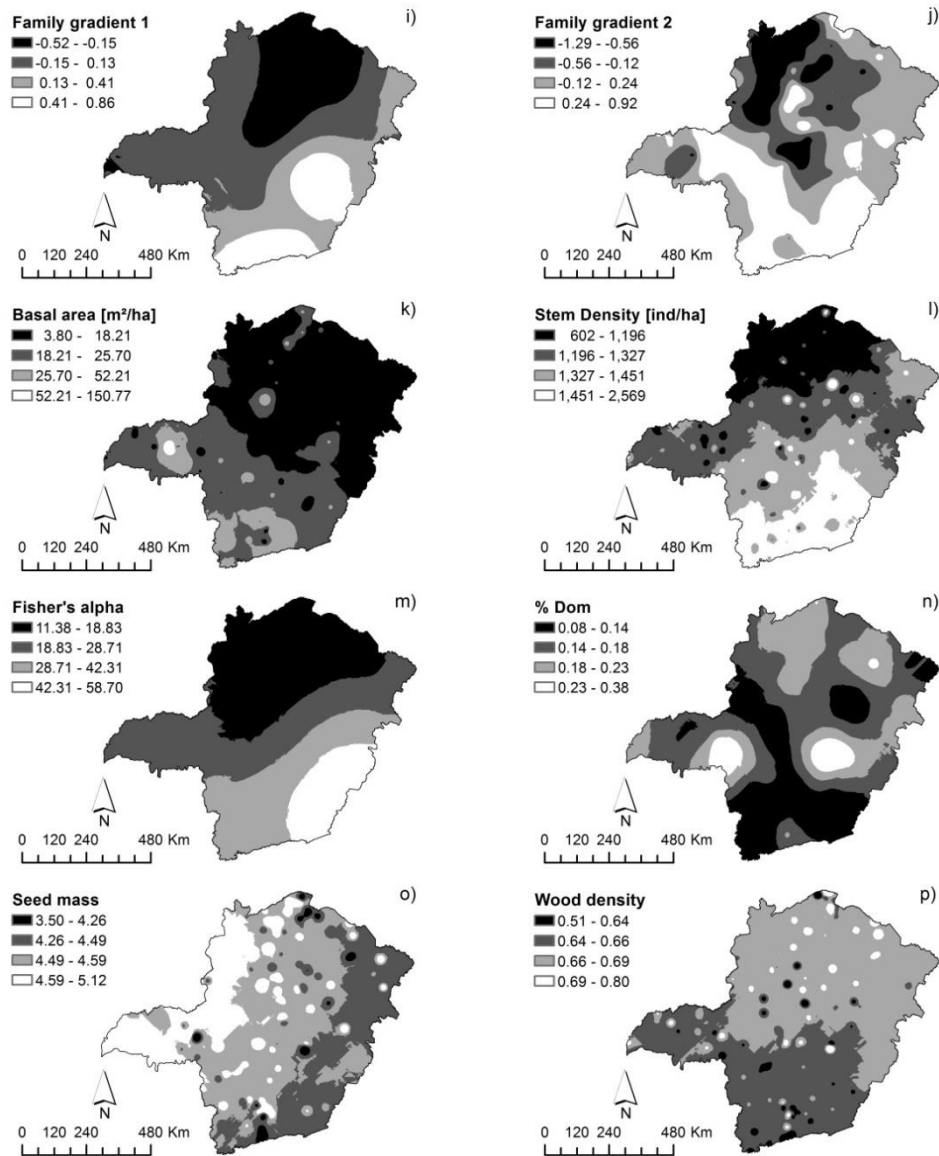 Family gradient 1
-0.52 - -0.15
-0.15 - 0.13
0.13 - 0.41
0.41 - 0.86
i)
N
0 120 240 480 Km
Family gradient 2
-1.29 - -0.56
-0.56 - -0.12
-0.12 - 0.24
0.24 - 0.92
j)
N
0 120 240 480 Km
Basal area [m²/ha]
3.80 - 18.21
18.21 - 25.70
25.70 - 52.21
52.21 - 150.77
k)
N
0 120 240 480 Km
Stem Density [ind/ha]
602 - 1,196
1,196 - 1,327
1,327 - 1,451
1,451 - 2,569
l)
N
0 120 240 480 Km
Fisher's alpha
11.38 - 18.83
18.83 - 28.71
28.71 - 42.31
42.31 - 58.70
m)
N
0 120 240 480 Km
% Dom
0.08 - 0.14
0.14 - 0.18
0.18 - 0.23
0.23 - 0.38
n)
N
0 120 240 480 Km
Seed mass
3.50 - 4.26
4.26 - 4.49
4.49 - 4.59
4.59 - 5.12
o)
N
0 120 240 480 Km
Wood density
0.51 - 0.64
0.64 - 0.66
0.66 - 0.69
0.69 - 0.80
p)
N
0 120 240 480 Km